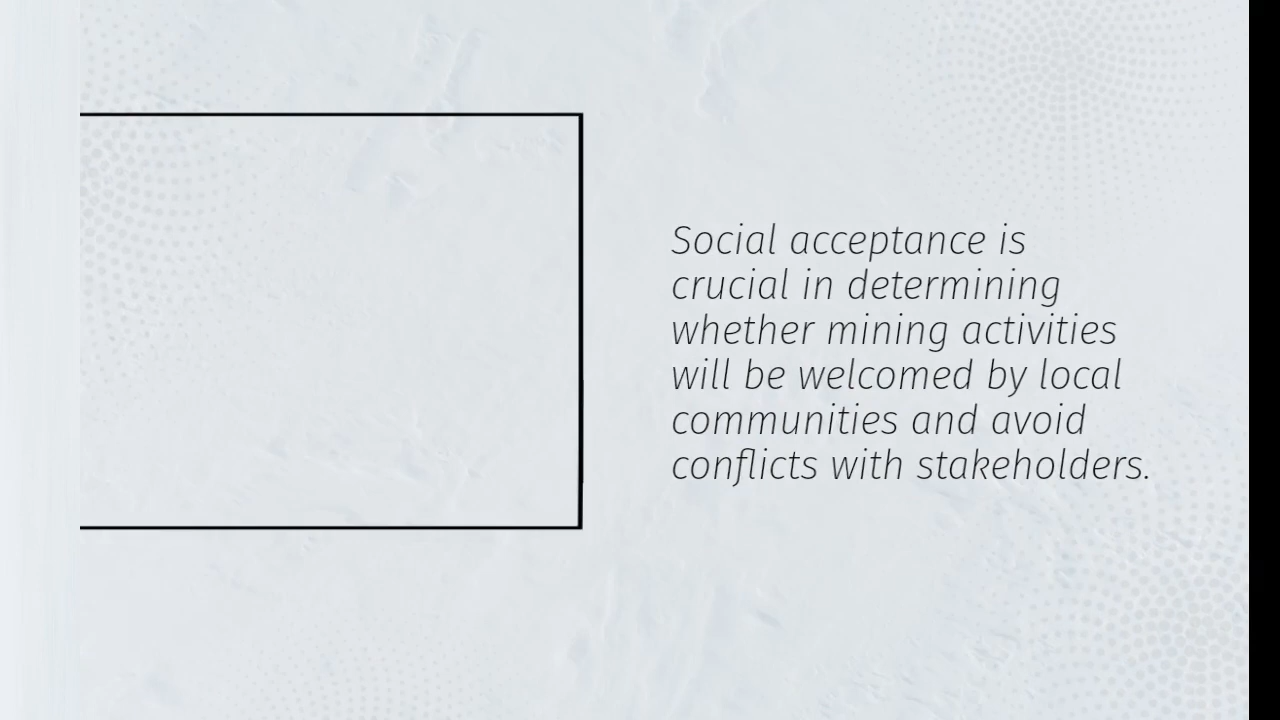 Social acceptance is
crucial in determining
whether mining activities
will be welcomed by local
communities and avoid
conflicts with stakeholders.